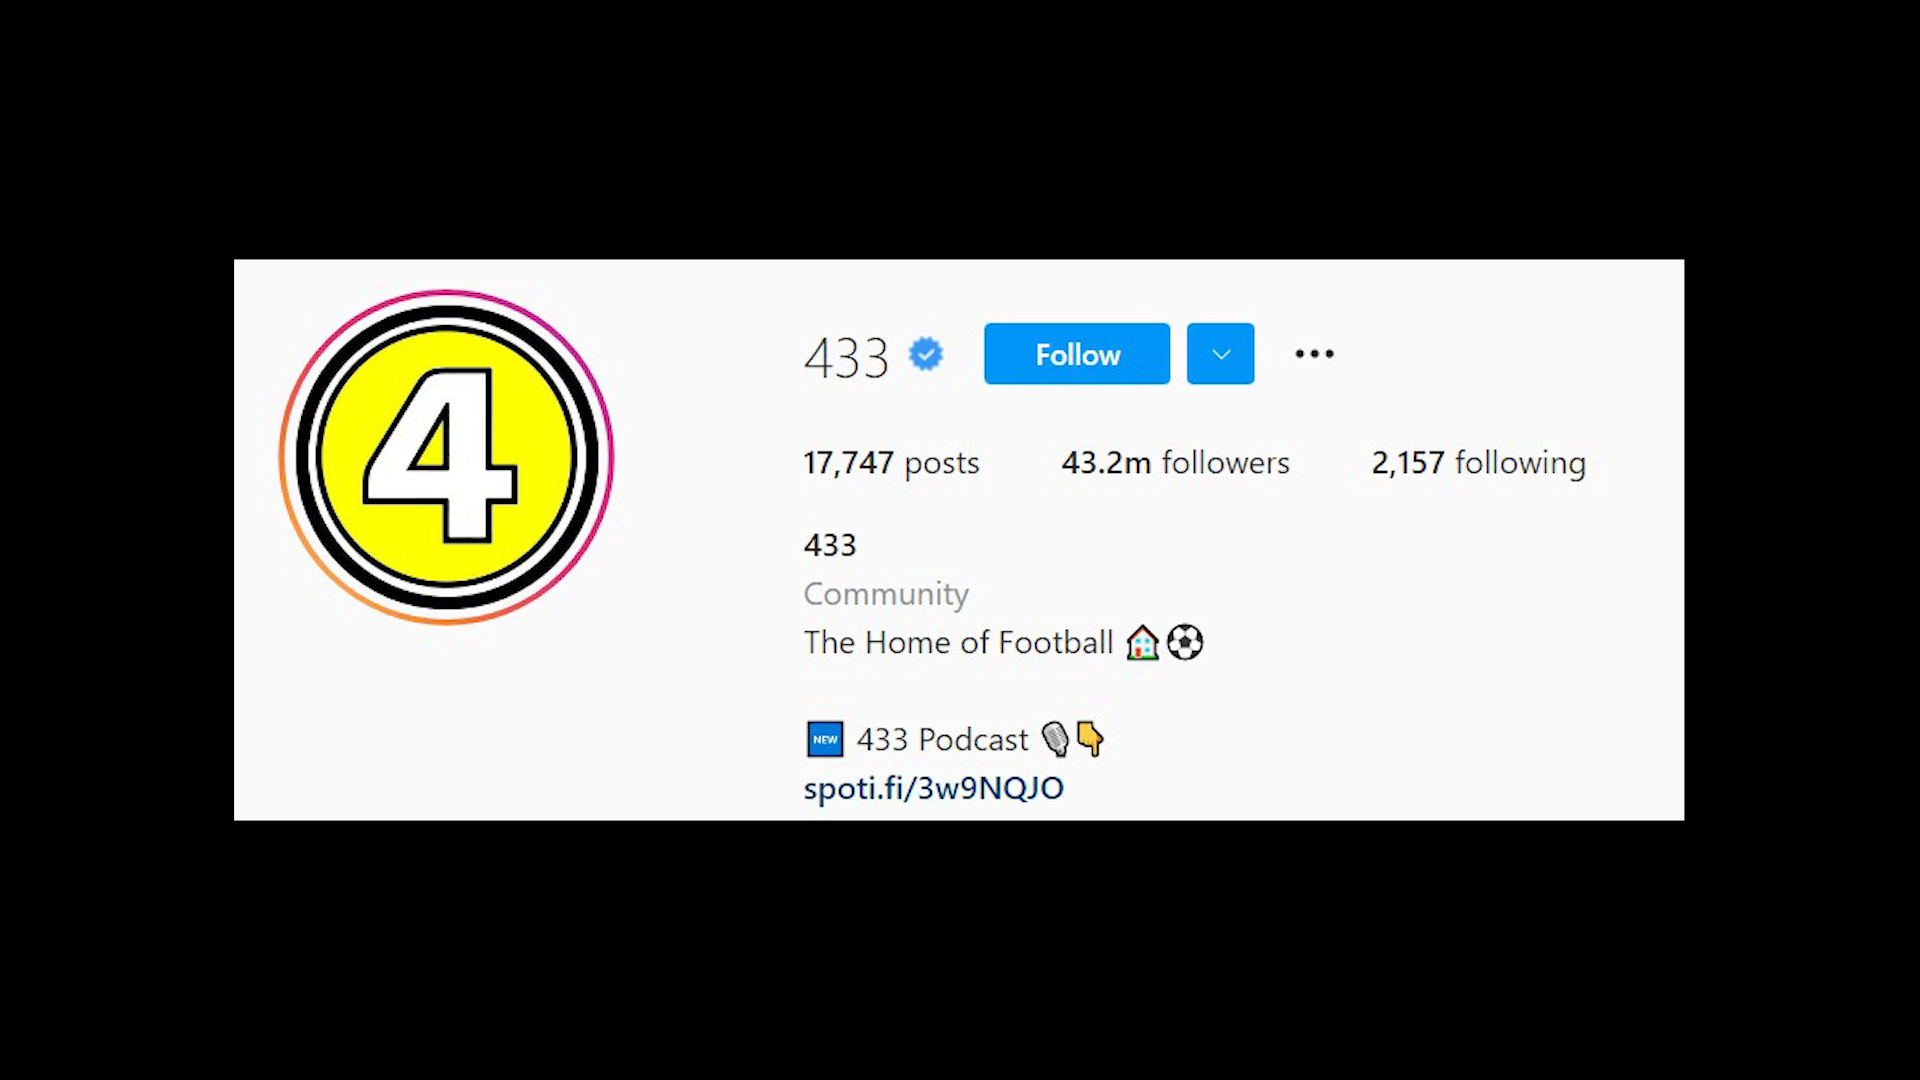 4
433 Follow
17,747 posts 43.2m followers 2,157 following
433
Community
The Home of Football 🏠⚽
🆕 433 Podcast 🎙👇
spoti.fi/3w9NQJO